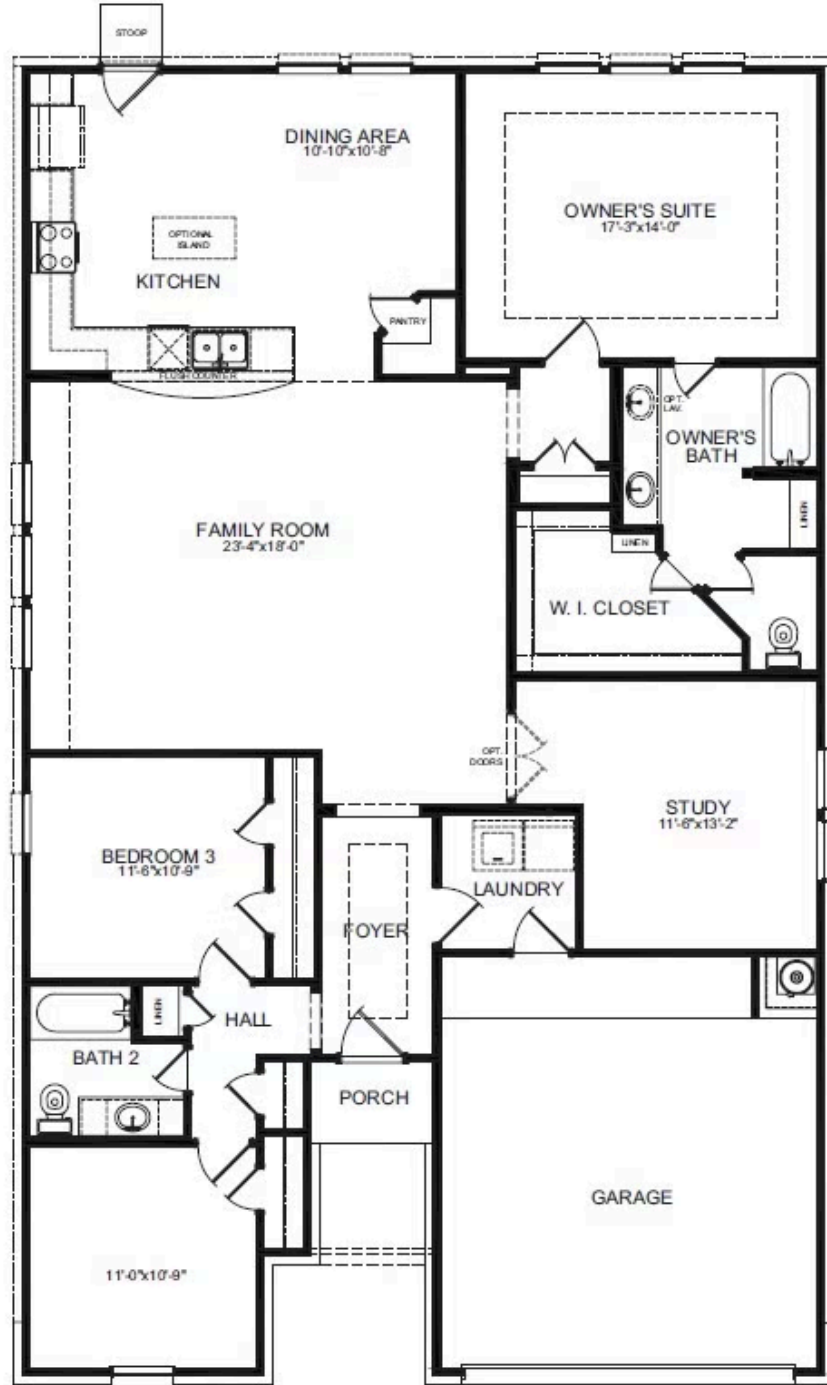 STOOP
DINING AREA
10'-10"x10'-8"
OWNER'S SUITE
17'-3"x14'-0"
OPTIONAL
ISLAND
KITCHEN
PANTRY
FLUSH COUNTER
OPT.
LAV.
OWNER'S
BATH
LINEN
FAMILY ROOM
23'-4"x18'-0"
LINEN
W. I. CLOSET
OPT.
DOORS
STUDY
11'-6"x13'-2"
BEDROOM 3
11'-6"x10'-9"
LAUNDRY
FOYER
LINEN
HALL
BATH 2
PORCH
GARAGE
11'-0"x10'-9"